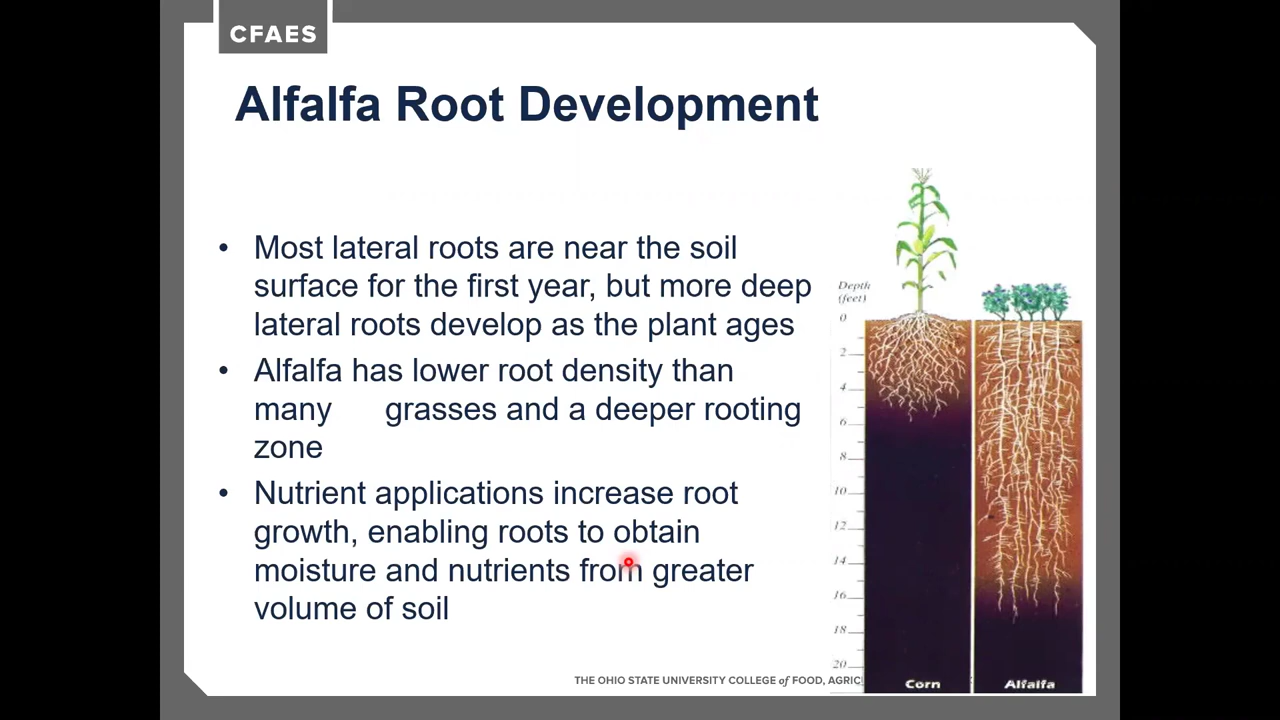 CFAES
Alfalfa Root Development
• Most lateral roots are near the soil
surface for the first year, but more deep
lateral roots develop as the plant ages
• Alfalfa has lower root density than
many grasses and a deeper rooting
zone
• Nutrient applications increase root
growth, enabling roots to obtain
moisture and nutrients from greater
volume of soil
Depth
(feet)
0
2
4
6
8
10
12
14
16
18
20
Corn
Alfalfa
THE OHIO STATE UNIVERSITY COLLEGE of FOOD, AGRIC